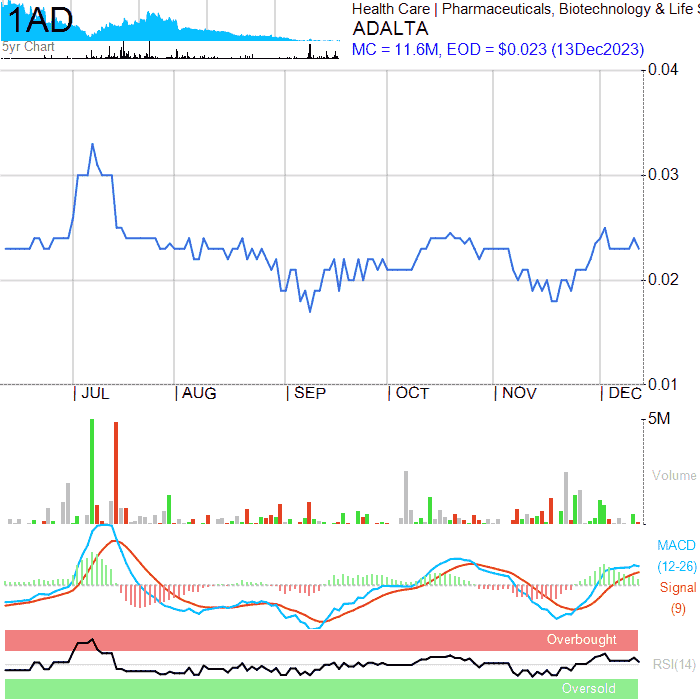 1AD
5yr Chart
Health Care | Pharmaceuticals, Biotechnology & Life S
ADALTA
MC = 11.6M, EOD = $0.023 (13Dec2023)
0.04
0.03
0.02
0.01
| JUL | AUG | SEP | OCT | NOV | DEC
5M
Volume
MACD
(12-26)
Signal
(9)
Overbought
RSI(14)
Oversold